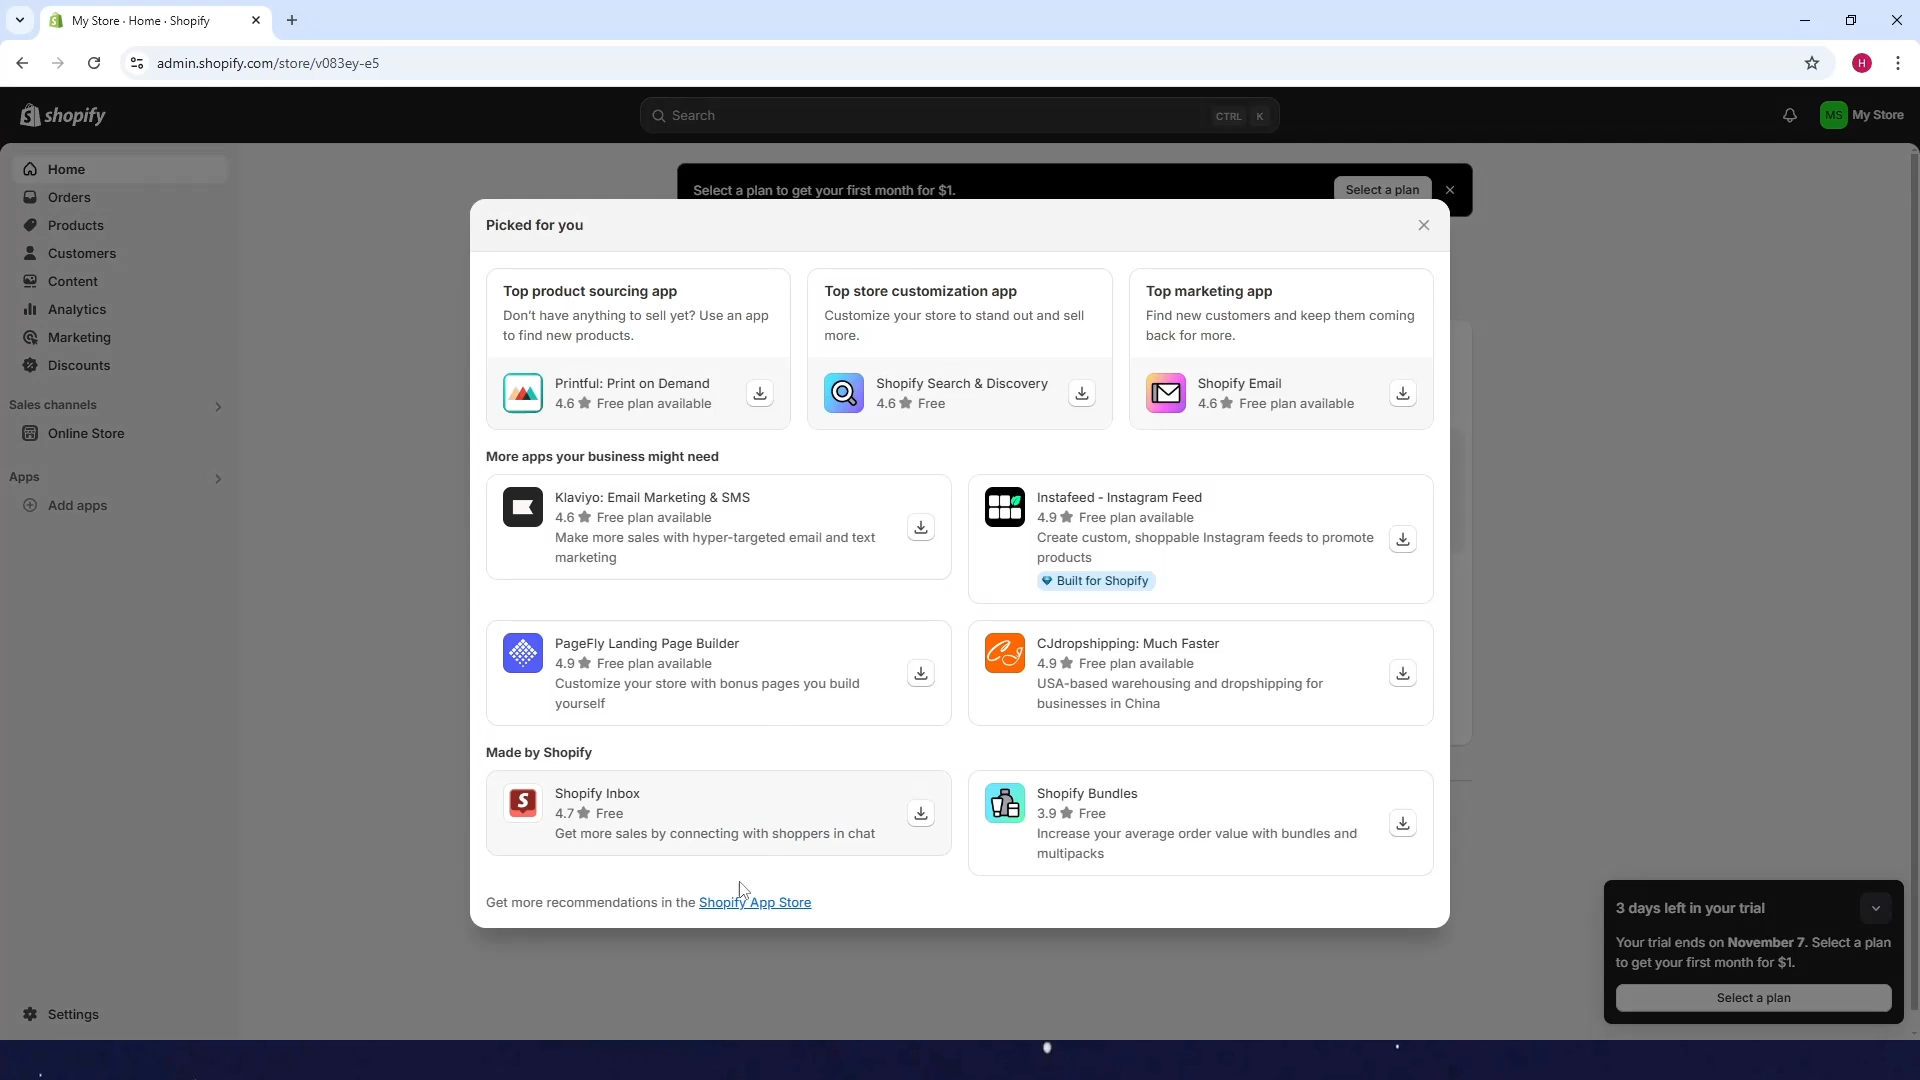 My Store · Home · Shopify
admin.shopify.com/store/v083ey-e5
H
shopify
Search
CTRL K
MS My Store
Home
Orders
Products
Customers
Content
Analytics
Marketing
Discounts
Sales channels
Online Store
Apps
Add apps
Settings
Select a plan to get your first month for $1.
Select a plan
Picked for you
Top product sourcing app
Don't have anything to sell yet? Use an app
to find new products.
Printful: Print on Demand
4.6 ★ Free plan available
Top store customization app
Customize your store to stand out and sell
more.
Shopify Search & Discovery
4.6 ★ Free
Top marketing app
Find new customers and keep them coming
back for more.
Shopify Email
4.6 ★ Free plan available
More apps your business might need
Klaviyo: Email Marketing & SMS
4.6 ★ Free plan available
Make more sales with hyper-targeted email and text
marketing
Instafeed - Instagram Feed
4.9 ★ Free plan available
Create custom, shoppable Instagram feeds to promote
products
Built for Shopify
PageFly Landing Page Builder
4.9 ★ Free plan available
Customize your store with bonus pages you build
yourself
CJdropshipping: Much Faster
4.9 ★ Free plan available
USA-based warehousing and dropshipping for
businesses in China
Made by Shopify
Shopify Inbox
4.7 ★ Free
Get more sales by connecting with shoppers in chat
Shopify Bundles
3.9 ★ Free
Increase your average order value with bundles and
multipacks
Get more recommendations in the Shopify App Store
3 days left in your trial
Your trial ends on November 7. Select a plan
to get your first month for $1.
Select a plan